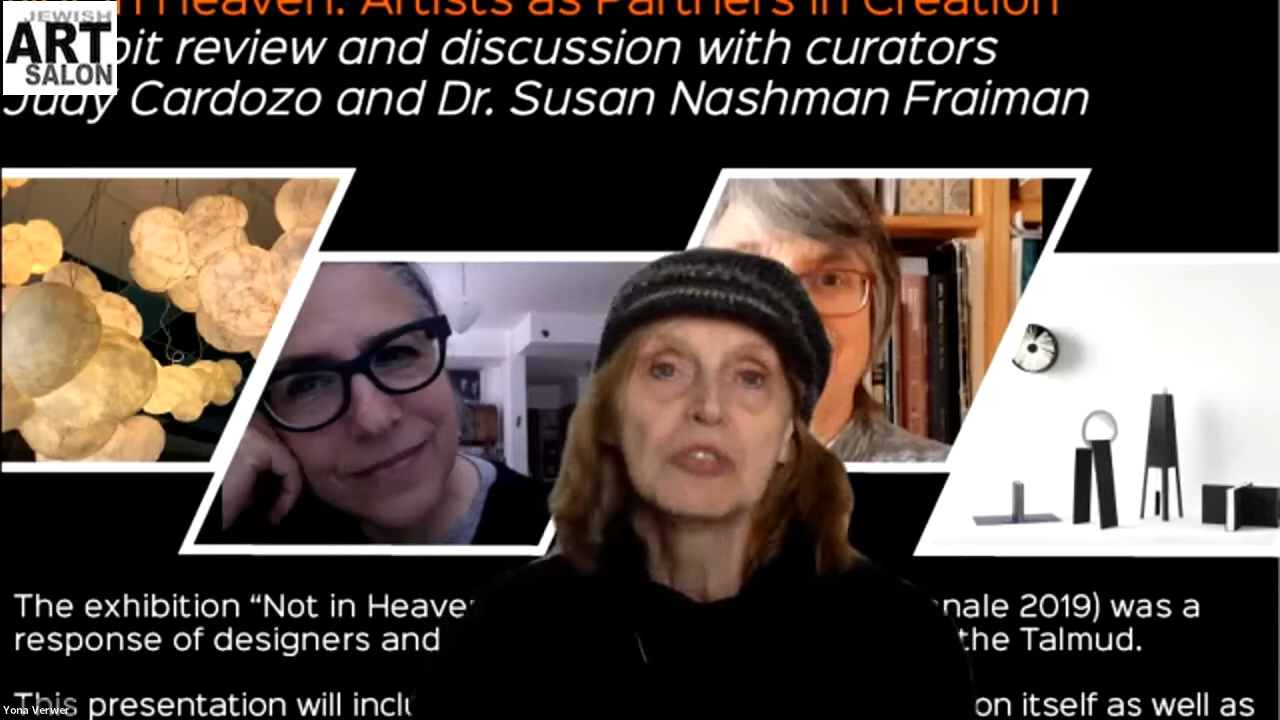 JEWISH
ART
SALON
Heaven: Artists as Partners in Creation
bit review and discussion with curators
Judy Cardozo and Dr. Susan Nashman Fraiman
The exhibition “Not in Heaven
nale 2019) was a
response of designers and
the Talmud.
This presentation will inclu
on itself as well as
Yona Verwer